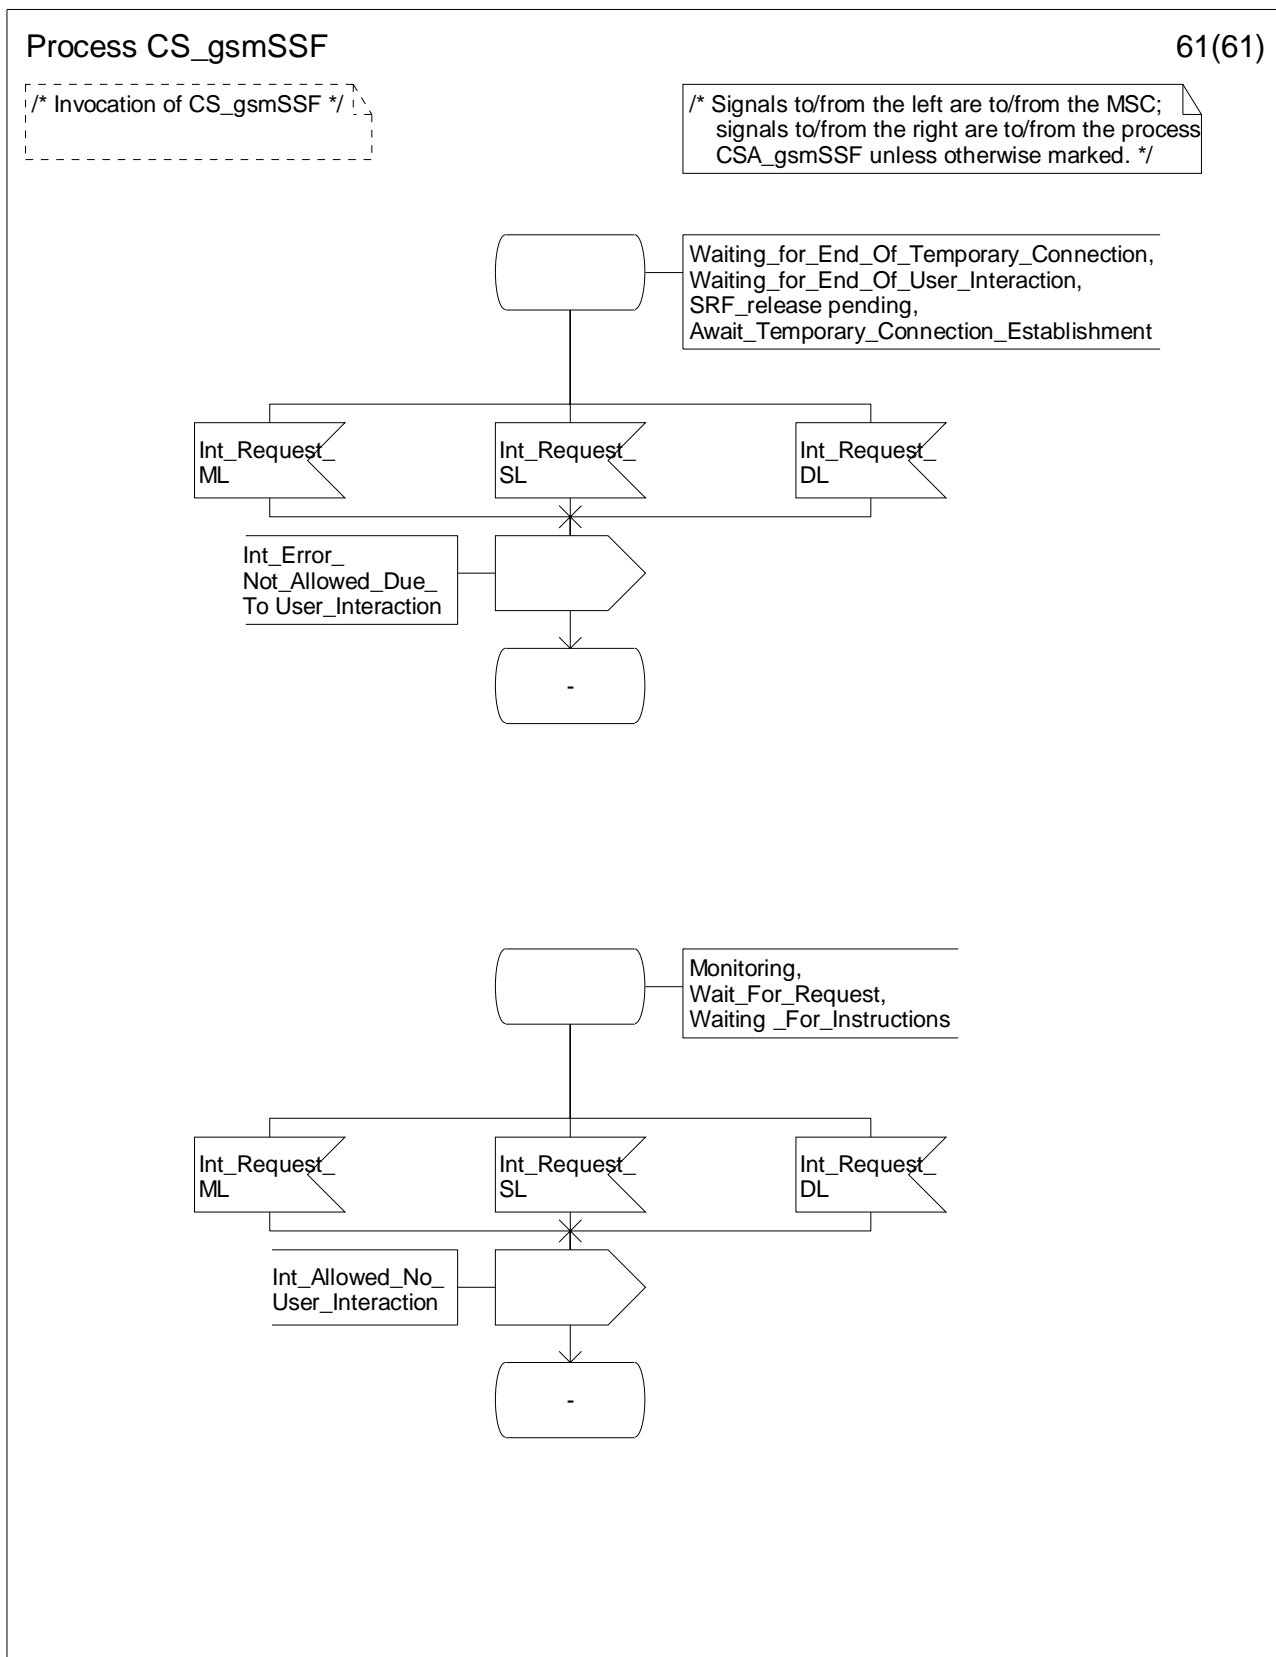 Process CS_gsmSSF
61(61)
/* Invocation of CS_gsmSSF */
/* Signals to/from the left are to/from the MSC;
signals to/from the right are to/from the process
CSA_gsmSSF unless otherwise marked. */
Waiting_for_End_Of_Temporary_Connection,
Waiting_for_End_Of_User_Interaction,
SRF_release pending,
Await_Temporary_Connection_Establishment
Int_Request_
ML
Int_Request_
SL
Int_Request_
DL
Int_Error_
Not_Allowed_Due_
To User_Interaction
-
Monitoring,
Wait_For_Request,
Waiting _For_Instructions
Int_Request_
ML
Int_Request_
SL
Int_Request_
DL
Int_Allowed_No_
User_Interaction
-